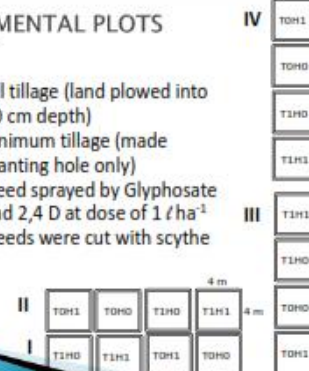 MENTAL PLOTS
l tillage (land plowed into
cm depth)
nimum tillage (made
anting hole only)
eed sprayed by Glyphosate
nd 2,4 D at dose of 1 ℓ ha⁻¹
eeds were cut with scythe
IV
T0H1
T0H0
T1H0
T1H1
III
T1H1
T1H0
T0H0
T0H1
4 m
II
T0H1 T0H0 T1H0 T1H1 4 m
I
T1H0 T1H1 T0H1 T0H0